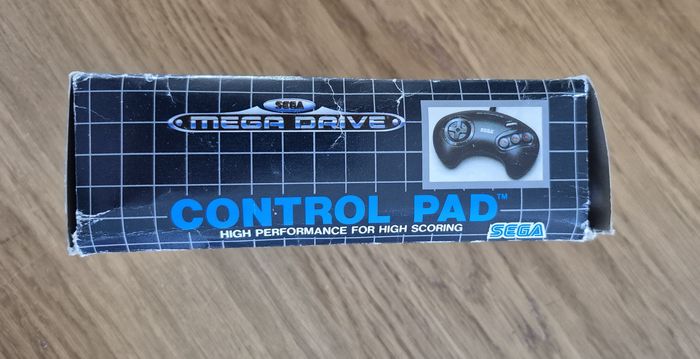 SEGA
MEGA DRIVE
SEGA
CONTROL PAD™
HIGH PERFORMANCE FOR HIGH SCORING
SEGA